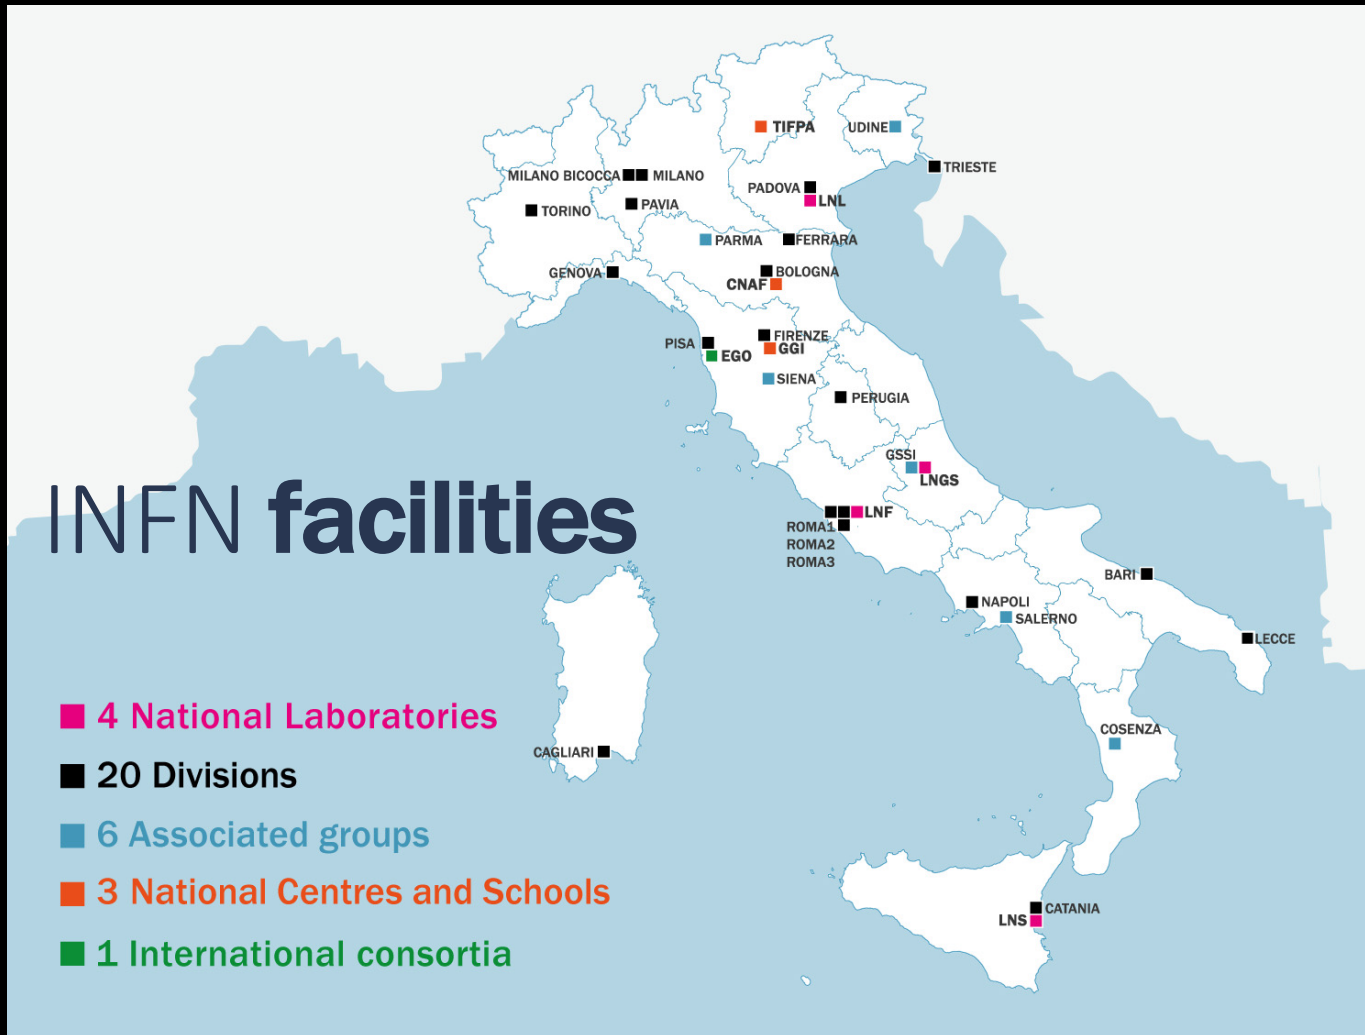 TIFPA
UDINE
TRIESTE
MILANO BICOCCA
MILANO
PADOVA
LNL
TORINO
PAVIA
PARMA
FERRARA
GENOVA
BOLOGNA
CNAF
PISA
FIRENZE
EGO
GGI
SIENA
PERUGIA
GSSI
LNGS
LNF
ROMA1
ROMA2
ROMA3
INFN facilities
BARI
NAPOLI
SALERNO
LECCE
COSENZA
CAGLIARI
CATANIA
LNS
4 National Laboratories
20 Divisions
6 Associated groups
3 National Centres and Schools
1 International consortia